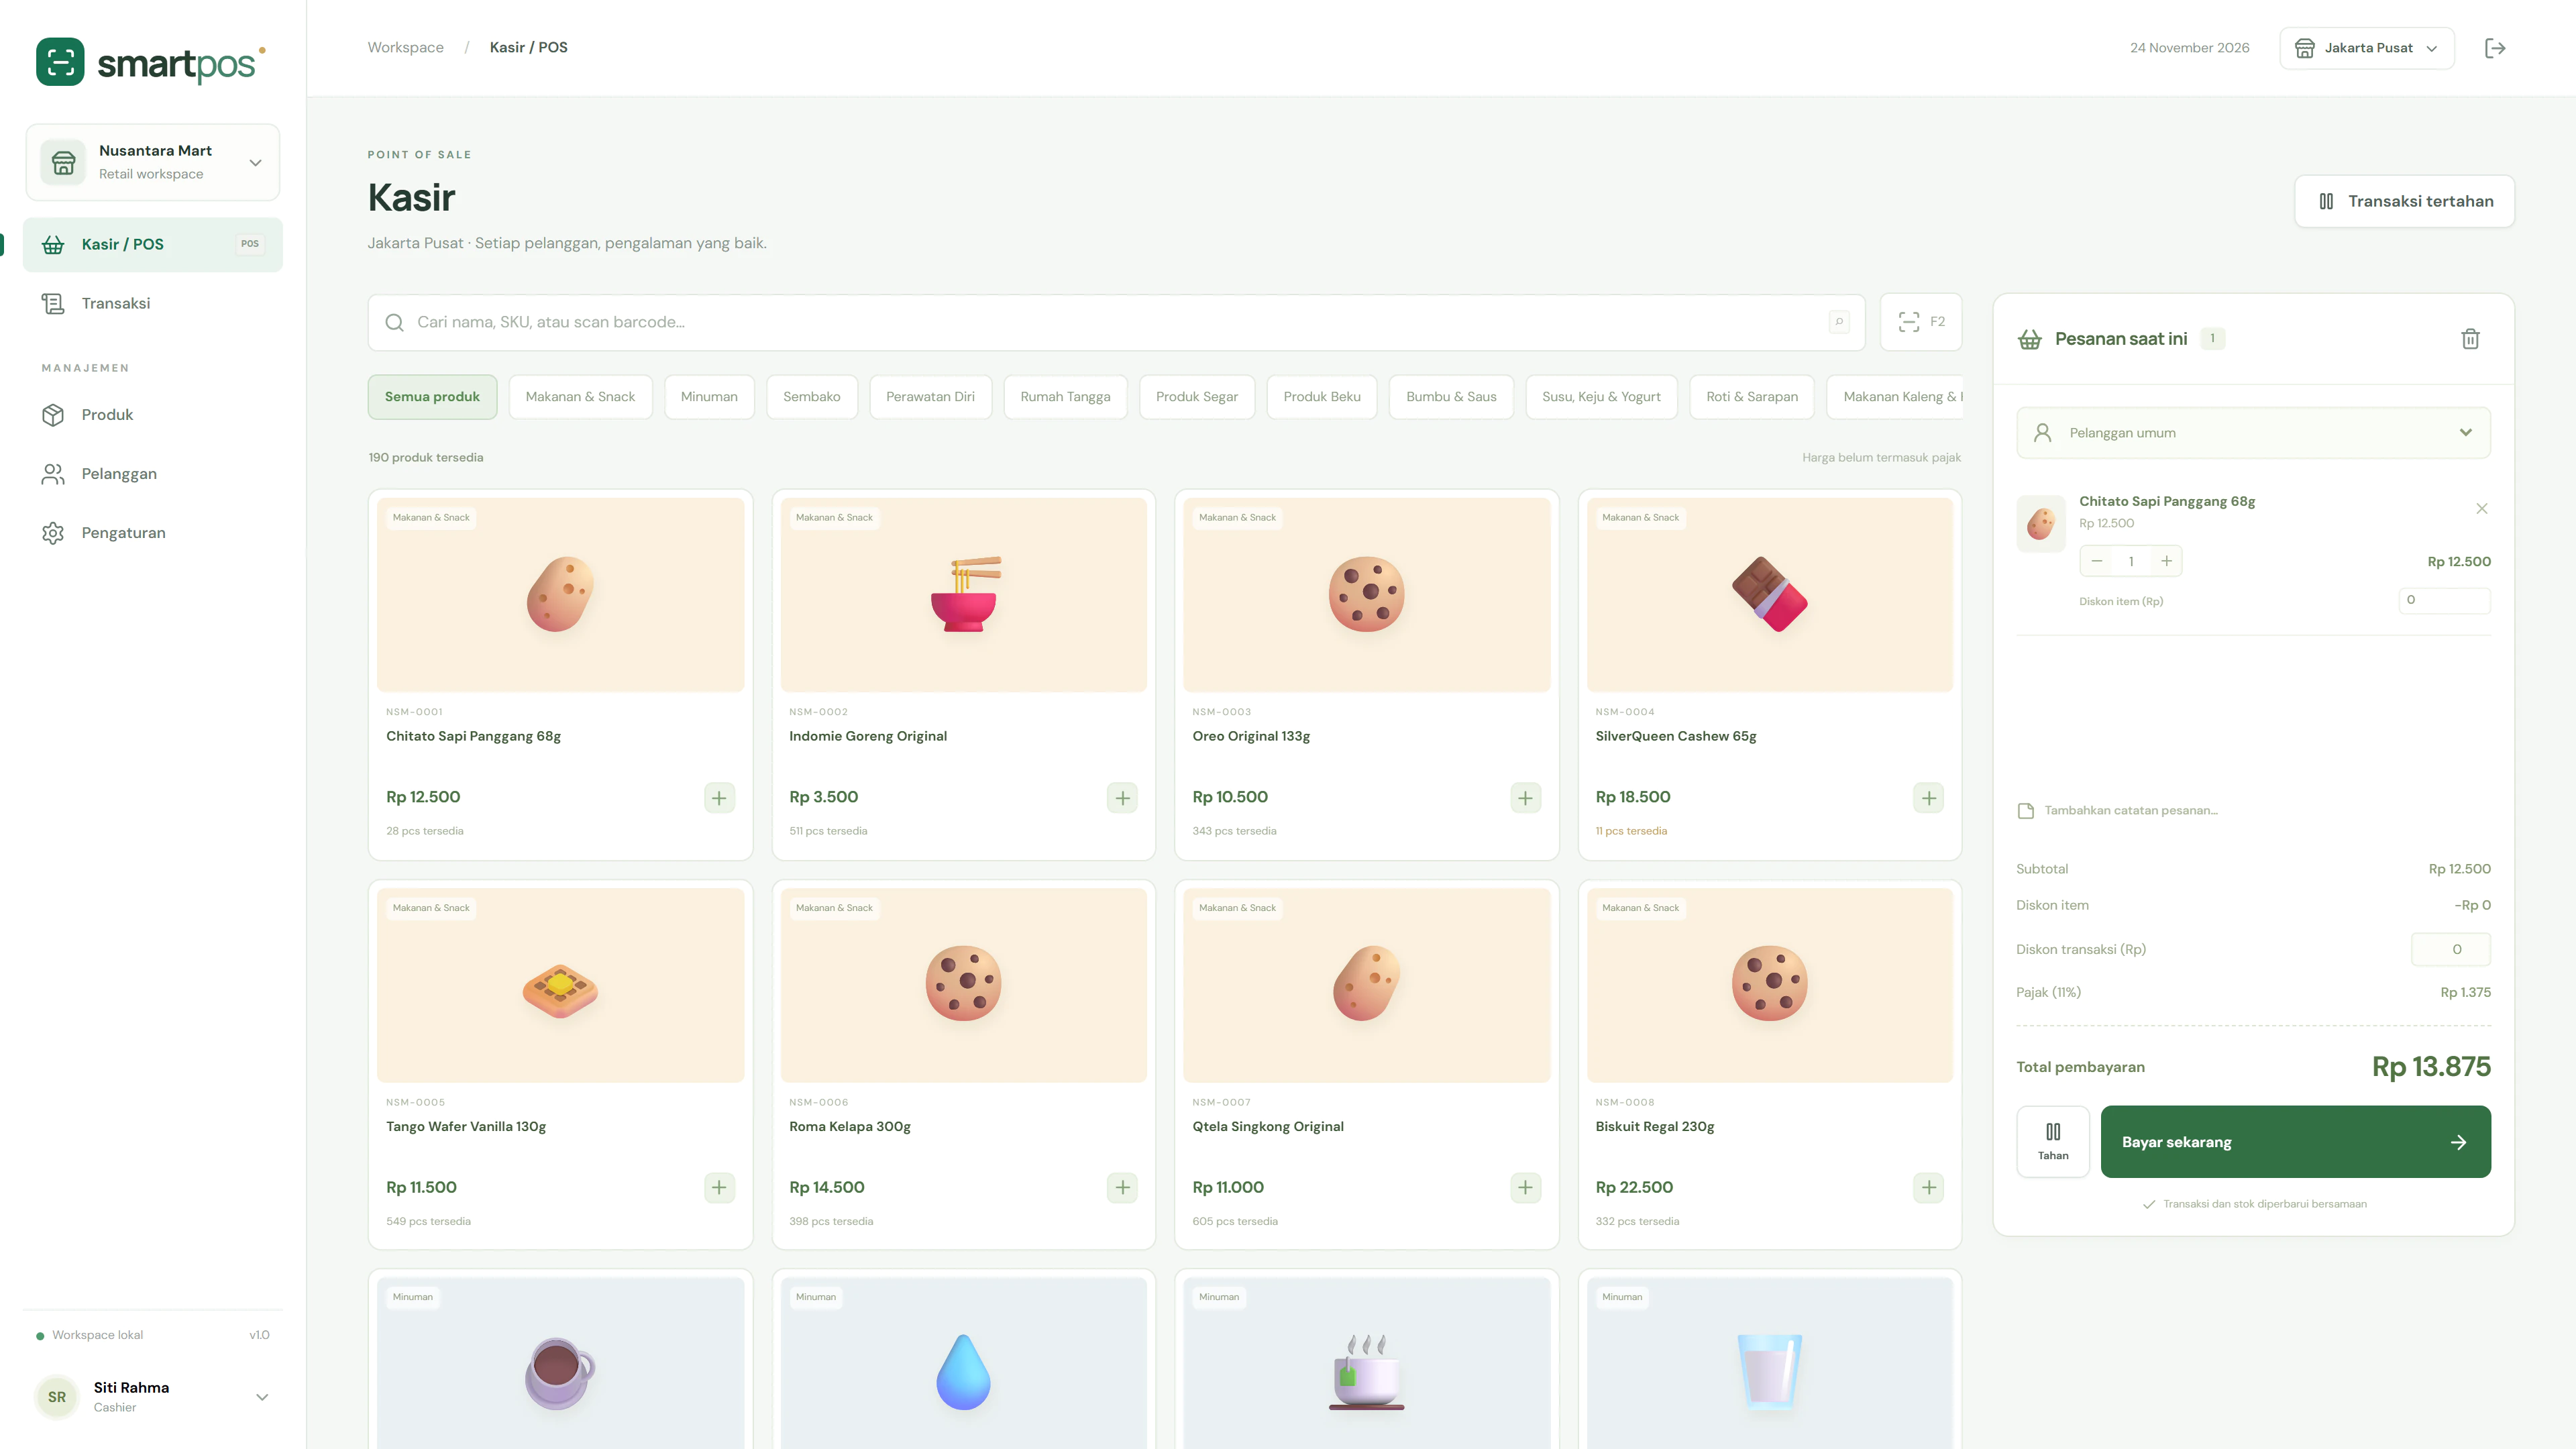 smartpos
Nusantara Mart
Retail workspace
Kasir / POS
POS
Transaksi
MANAJEMEN
Produk
Pelanggan
Pengaturan
Workspace lokal
v1.0
SR
Siti Rahma
Cashier
Workspace / Kasir / POS
24 November 2026
Jakarta Pusat
POINT OF SALE
Kasir
Jakarta Pusat · Setiap pelanggan, pengalaman yang baik.
Transaksi tertahan
Cari nama, SKU, atau scan barcode...
F2
Semua produk
Makanan & Snack
Minuman
Sembako
Perawatan Diri
Rumah Tangga
Produk Segar
Produk Beku
Bumbu & Saus
Susu, Keju & Yogurt
Roti & Sarapan
Makanan Kaleng &
190 produk tersedia
Harga belum termasuk pajak
Makanan & Snack
NSM-0001
Chitato Sapi Panggang 68g
Rp 12.500
28 pcs tersedia
Makanan & Snack
NSM-0002
Indomie Goreng Original
Rp 3.500
511 pcs tersedia
Makanan & Snack
NSM-0003
Oreo Original 133g
Rp 10.500
343 pcs tersedia
Makanan & Snack
NSM-0004
SilverQueen Cashew 65g
Rp 18.500
11 pcs tersedia
Makanan & Snack
NSM-0005
Tango Wafer Vanilla 130g
Rp 11.500
549 pcs tersedia
Makanan & Snack
NSM-0006
Roma Kelapa 300g
Rp 14.500
398 pcs tersedia
Makanan & Snack
NSM-0007
Qtela Singkong Original
Rp 11.000
605 pcs tersedia
Makanan & Snack
NSM-0008
Biskuit Regal 230g
Rp 22.500
332 pcs tersedia
Minuman
Minuman
Minuman
Minuman
Pesanan saat ini
1
Pelanggan umum
Chitato Sapi Panggang 68g
Rp 12.500
1
Rp 12.500
Diskon item (Rp)
0
Tambahkan catatan pesanan...
Subtotal
Rp 12.500
Diskon item
-Rp 0
Diskon transaksi (Rp)
0
Pajak (11%)
Rp 1.375
Total pembayaran
Rp 13.875
Tahan
Bayar sekarang
Transaksi dan stok diperbarui bersamaan